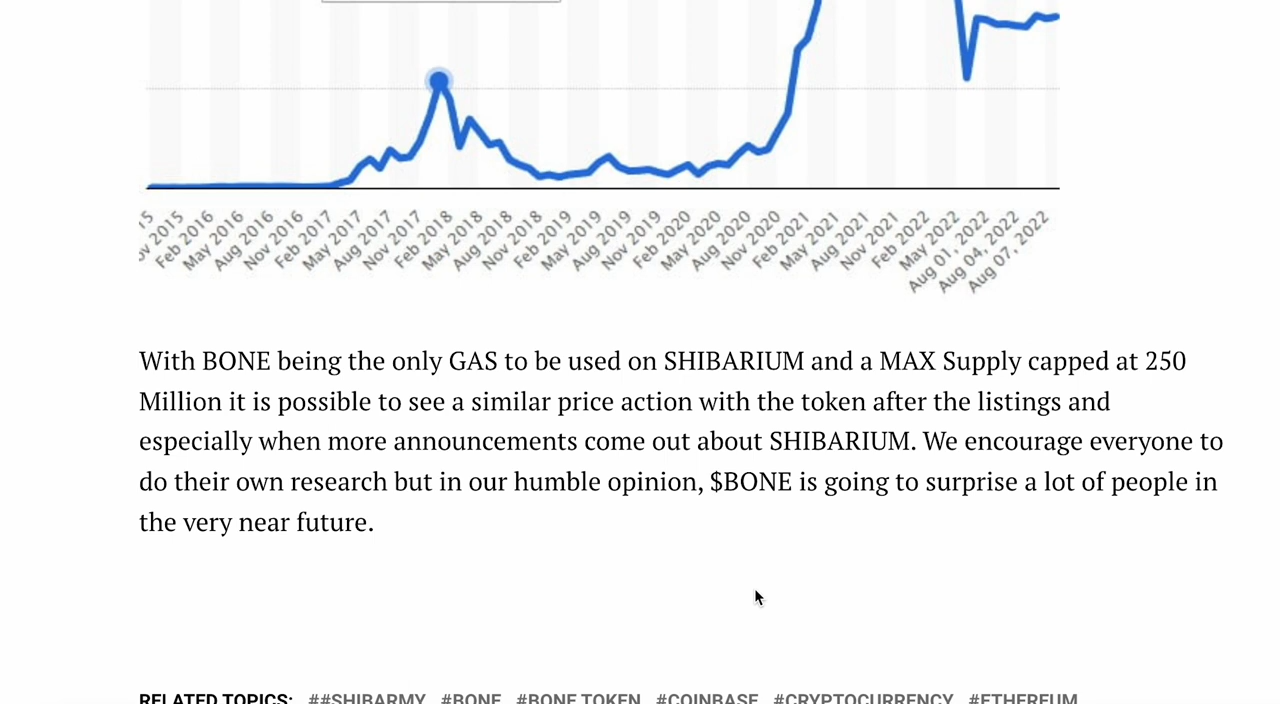 15
ov 2015
Feb 2016
May 2016
Aug 2016
Nov 2016
Feb 2017
May 2017
Aug 2017
Nov 2017
Feb 2018
May 2018
Aug 2018
Nov 2018
Feb 2019
May 2019
Aug 2019
Nov 2019
Feb 2020
May 2020
Aug 2020
Nov 2020
Feb 2021
May 2021
Aug 2021
Nov 2021
Feb 2022
May 2022
Aug 01, 2022
Aug 04, 2022
Aug 07, 2022
With BONE being the only GAS to be used on SHIBARIUM and a MAX Supply capped at 250
Million it is possible to see a similar price action with the token after the listings and
especially when more announcements come out about SHIBARIUM. We encourage everyone to
do their own research but in our humble opinion, $BONE is going to surprise a lot of people in
the very near future.
RELATED TOPICS: ##SHIBARMY #BONE #BONE TOKEN #COINBASE #CRYPTOCURRENCY #ETHEREUM